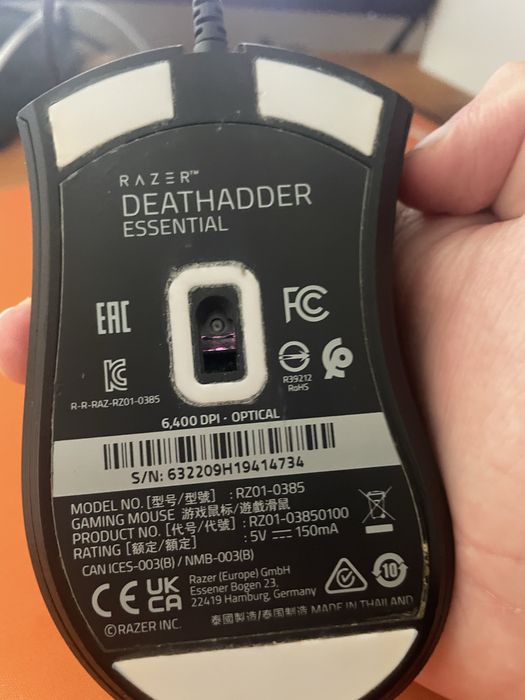 RAZER™
DEATHADDER
ESSENTIAL
EAC
FC
R-R-RAZ-RZ01-0385
R39212
RoHS
6,400 DPI · OPTICAL
S/N: 632209H19414734
MODEL NO. [型号/型號] : RZ01-0385
GAMING MOUSE 游戏鼠标/遊戲滑鼠
PRODUCT NO. [代号/代號] : RZ01-03850100
RATING [额定/額定] : 5V ⎓ 150mA
CAN ICES-003(B) / NMB-003(B)
CE UK CA
Razer (Europe) GmbH
Essener Bogen 23,
22419 Hamburg, Germany
10
泰國製造/泰国制造 MADE IN THAILAND
©RAZER INC.